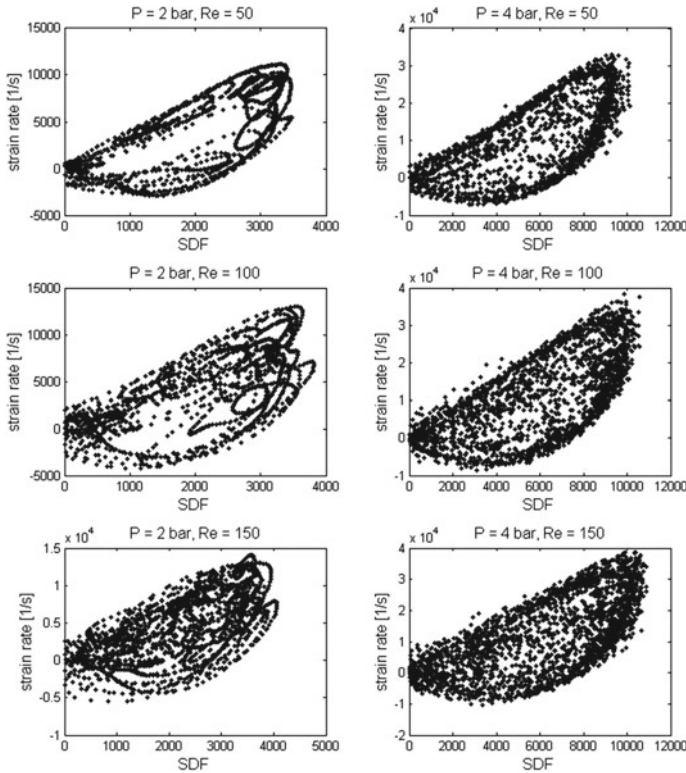 P = 2 bar, Re = 50
15000
10000
5000
0
-5000
strain rate [1/s]
0 1000 2000 3000 4000
SDF
P = 4 bar, Re = 50
x 10^4
4
3
2
1
0
-1
strain rate [1/s]
0 2000 4000 6000 8000 10000 12000
SDF
P = 2 bar, Re = 100
15000
10000
5000
0
-5000
strain rate [1/s]
0 1000 2000 3000 4000
SDF
P = 4 bar, Re = 100
x 10^4
4
3
2
1
0
-1
strain rate [1/s]
0 2000 4000 6000 8000 10000 12000
SDF
P = 2 bar, Re = 150
x 10^4
1.5
1
0.5
0
-0.5
-1
strain rate [1/s]
0 1000 2000 3000 4000 5000
SDF
P = 4 bar, Re = 150
x 10^4
4
3
2
1
0
-1
-2
strain rate [1/s]
0 2000 4000 6000 8000 10000 12000
SDF